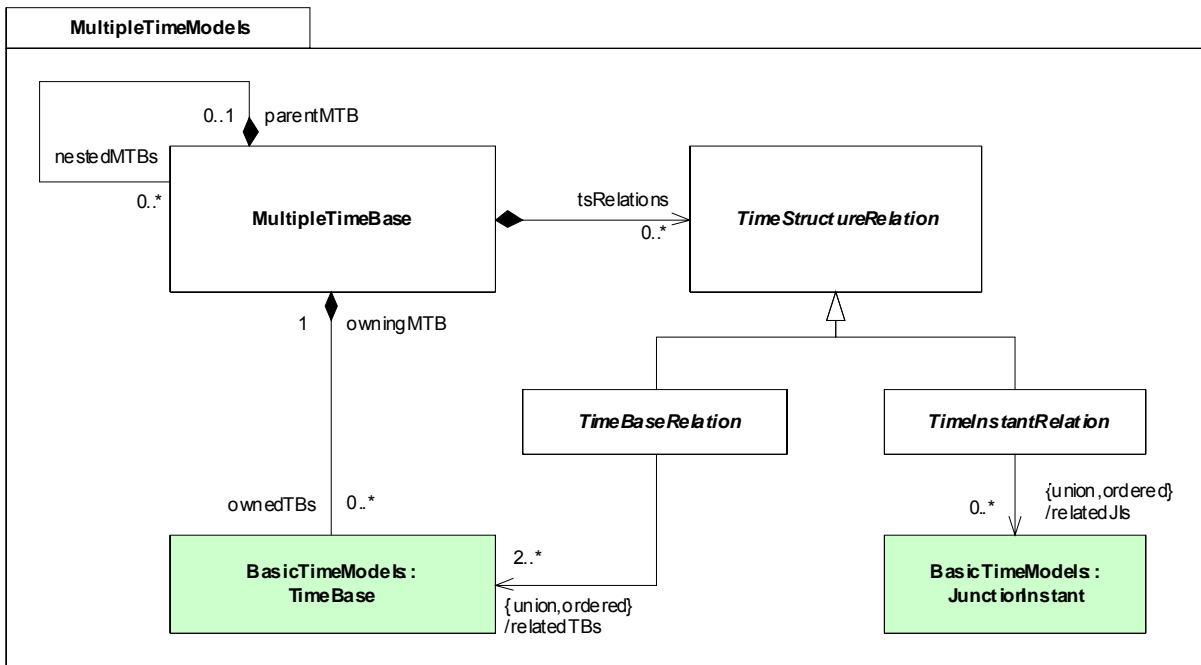 MultipleTimeModels
0..1
parentMTB
nestedMTBs
0..*
MultipleTimeBase
tsRelations
0..*
TimeStructureRelation
1
owningMTB
TimeBaseRelation
TimeInstantRelation
ownedTBs
0..*
{union,ordered}
/relatedJIs
0..*
BasicTimeModels::
TimeBase
2..*
{union,ordered}
/relatedTBs
BasicTimeModels::
JunctionInstant